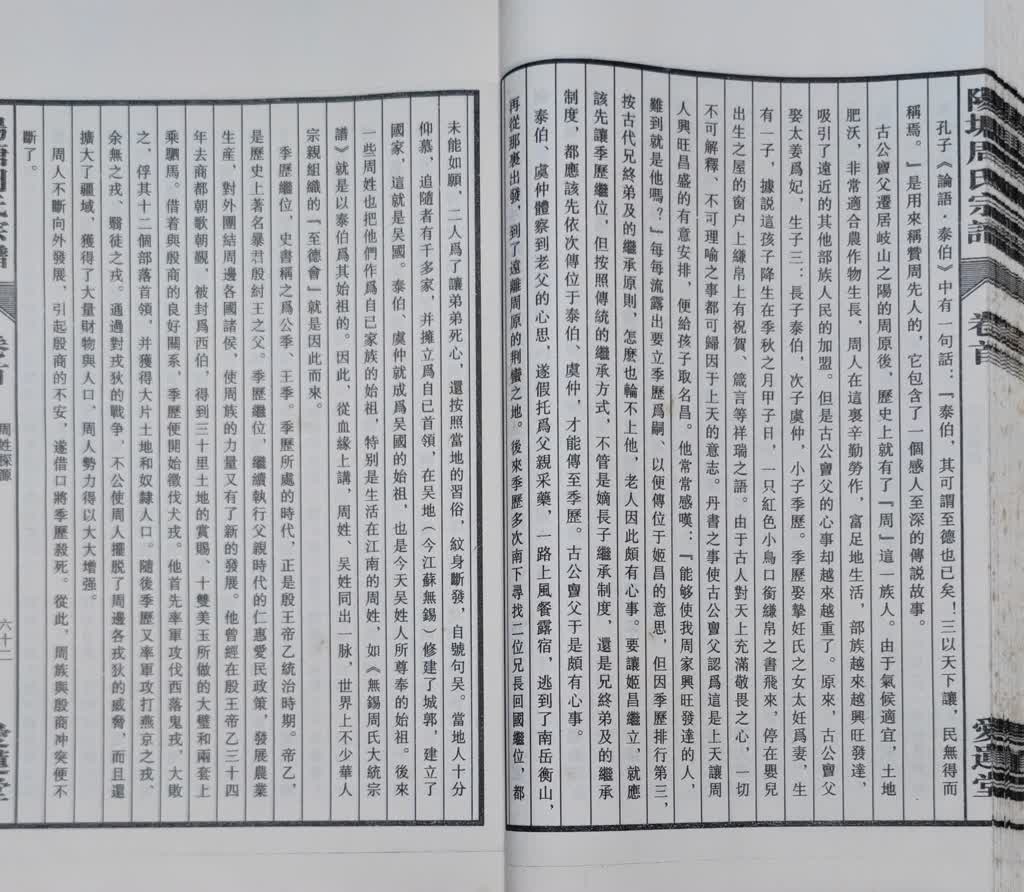 陽塘周氏宗譜 卷首 愛蓮堂
孔子《論語·泰伯》中有一句話：『泰伯，其可謂至德也已矣！三以天下讓，民無得而
稱焉。』是用來稱贊周先人的，它包含了一個感人至深的傳説故事。
古公亶父遷居岐山之陽的周原後，歷史上就有了『周』這一族人。由于氣候適宜，土地
肥沃，非常適合農作物生長，周人在這裏辛勤勞作，富足地生活，部族越來越興旺發達，
吸引了遠近的其他部族人民的加盟。但是古公亶父的心事却越來越重了。原來，古公亶父
娶太姜爲妃，生子三：長子泰伯，次子虞仲，小子季歷。季歷娶摯妊氏之女太妊爲妻，生
有一子，據説這孩子降生在季秋之月甲子日，一只紅色小鳥口銜縑帛之書飛來，停在嬰兒
出生之屋的窗户上縑帛上有祝賀、箴言等祥瑞之語。由于古人對天上充滿敬畏之心，一切
不可解釋、不可理喻之事都可歸因于上天的意志。丹書之事使古公亶父認爲這是上天讓周
人興旺昌盛的有意安排，便給孩子取名昌。他常常感嘆：『能够使我周家興旺發達的人，
難到就是他嗎？』每每流露出要立季歷爲嗣、以便傳位于姬昌的意思，但因季歷排行第三，
按古代兄終弟及的繼承原則，怎麽也輪不上他，老人因此頗有心事。要讓姬昌繼立，就應
該先讓季歷繼位，但按照傳統的繼承方式，不管是嫡長子繼承制度，還是兄終弟及的繼承
制度，都應該先依次傳位于泰伯、虞仲，才能傳至季歷。古公亶父于是頗有心事。
泰伯、虞仲體察到老父的心思，遂假托爲父親采藥，一路上風餐露宿，逃到了南岳衡山，
再從那裏出發，到了遠離周原的荆蠻之地。後來季歷多次南下尋找二位兄長回國繼位，都
未能如願，二人爲了讓弟弟死心，還按照當地的習俗，紋身斷發，自號句吴。當地人十分
仰慕，追隨者有千多家，并擁立爲自已首領，在吴地（今江蘇無錫）修建了城郭，建立了
國家，這就是吴國。泰伯、虞仲就成爲吴國的始祖，也是今天吴姓人所尊奉的始祖。後來
一些周姓也把他們作爲自己家族的始祖，特别是生活在江南的周姓，如《無錫周氏大統宗
譜》就是以泰伯爲其始祖的。因此，從血緣上講，周姓、吴姓同出一脉，世界上不少華人
宗親組織的『至德會』就是因此而來。
季歷繼位，史書稱之爲公季、王季。季歷所處的時代，正是殷王帝乙統治時期。帝乙，
是歷史上著名暴君殷紂王之父。季歷繼位，繼續執行父親時代的仁惠愛民政策，發展農業
生産，對外團結周邊各國諸侯，使周族的力量又有了新的發展。他曾經在殷王帝乙三十四
年去商都朝歌朝觀，被封爲西伯，得到三十里土地的賞賜、十雙美玉所做的大璧和兩套上
乘駟馬。借着與殷商的良好關系，季歷便開始徵伐犬戎。他首先率軍攻伐西落鬼戎，大敗
之，俘其十二個部落首領，并獲得大片土地和奴隸人口。隨後季歷又率軍攻打燕京之戎、
余無之戎、翳徒之戎。通過對戎狄的戰争，不公使周人擺脱了周邊各戎狄的威脅，而且還
擴大了疆域，獲得了大量財物與人口，周人勢力得以大大增强。
周人不斷向外發展，引起殷商的不安，遂借口將季歷殺死。從此，周族與殷商冲突便不
斷了。
周姓探源
六十二